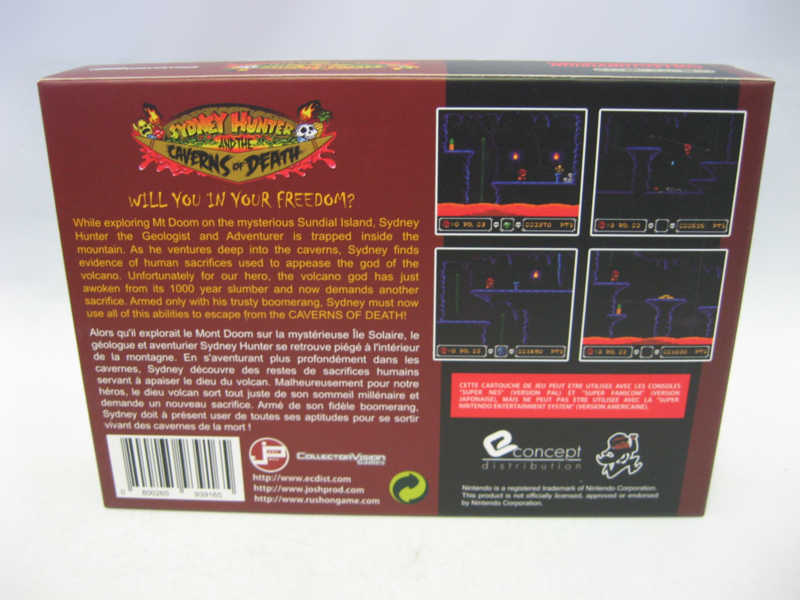 SYDNEY HUNTER
AND THE
CAVERNS OF DEATH
WILL YOU IN YOUR FREEDOM?
While exploring Mt Doom on the mysterious Sundial Island, Sydney
Hunter the Geologist and Adventurer is trapped inside the
mountain. As he ventures deep into the caverns, Sydney finds
evidence of human sacrifices used to appease the god of the
volcano. Unfortunately for our hero, the volcano god has just
awoken from its 1000 year slumber and now demands another
sacrifice. Armed only with his trusty boomerang, Sydney must now
use all of this abilities to escape from the CAVERNS OF DEATH!
Alors qu'il explorait le Mont Doom sur la mystérieuse Île Solaire, le
géologue et aventurier Sydney Hunter se retrouve piégé à l'intérieur
de la montagne. En s'aventurant plus profondément dans les
cavernes, Sydney découvre des restes de sacrifices humains
servant à apaiser le dieu du volcan. Malheureusement pour notre
héros, le dieu volcan sort tout juste de son sommeil millénaire et
demande un nouveau sacrifice. Armé de son fidèle boomerang,
Sydney doit à présent user de toutes ses aptitudes pour se sortir
vivant des cavernes de la mort !
0 800265 939165
COLLECTORVISION
Games
http://www.ecdist.com
http://www.joshprod.com
http://www.rushongame.com
CETTE CARTOUCHE DE JEU PEUT ETRE UTILISEE AVEC LES CONSOLES
"SUPER NES" (VERSION PAL) ET "SUPER FAMICOM" (VERSION
JAPONAISE), MAIS NE PEUT PAS ETRE UTILISEE AVEC LA "SUPER
NINTENDO ENTERTAINMENT SYSTEM" (VERSION AMERICAINE).
econcept
distribution
Nintendo is a registered trademark of Nintendo Corporation.
This product is not officially licensed, approved or endorsed
by Nintendo Corporation.